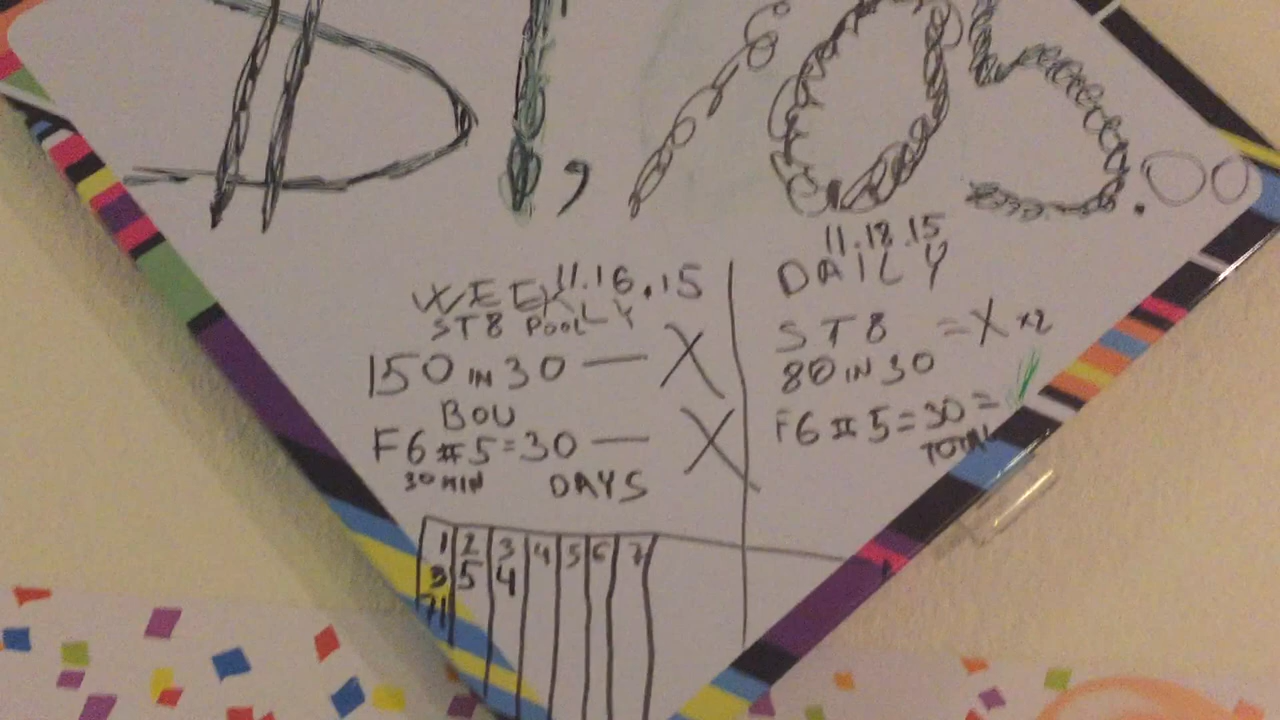 $1,103.00
11.16.15
WEEKLY
ST8 POOL
150 IN 30 — X
BOU
F6 # 5 = 30 — X
30 MIN DAYS
11.18.15
DAILY
ST8 = X x2
80 IN 30
F6 # 5 = 30 =
TOTAL
1 2 3 4 5 6 7
3 5 4
71